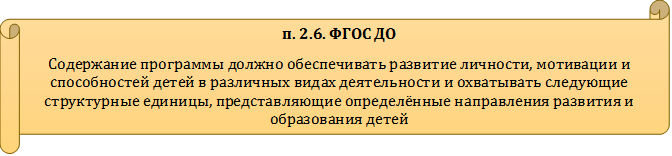 п. 2.6. ФГОС ДО
Содержание программы должно обеспечивать развитие личности, мотивации и
способностей детей в различных видах деятельности и охватывать следующие
структурные единицы, представляющие определённые направления развития и
образования детей